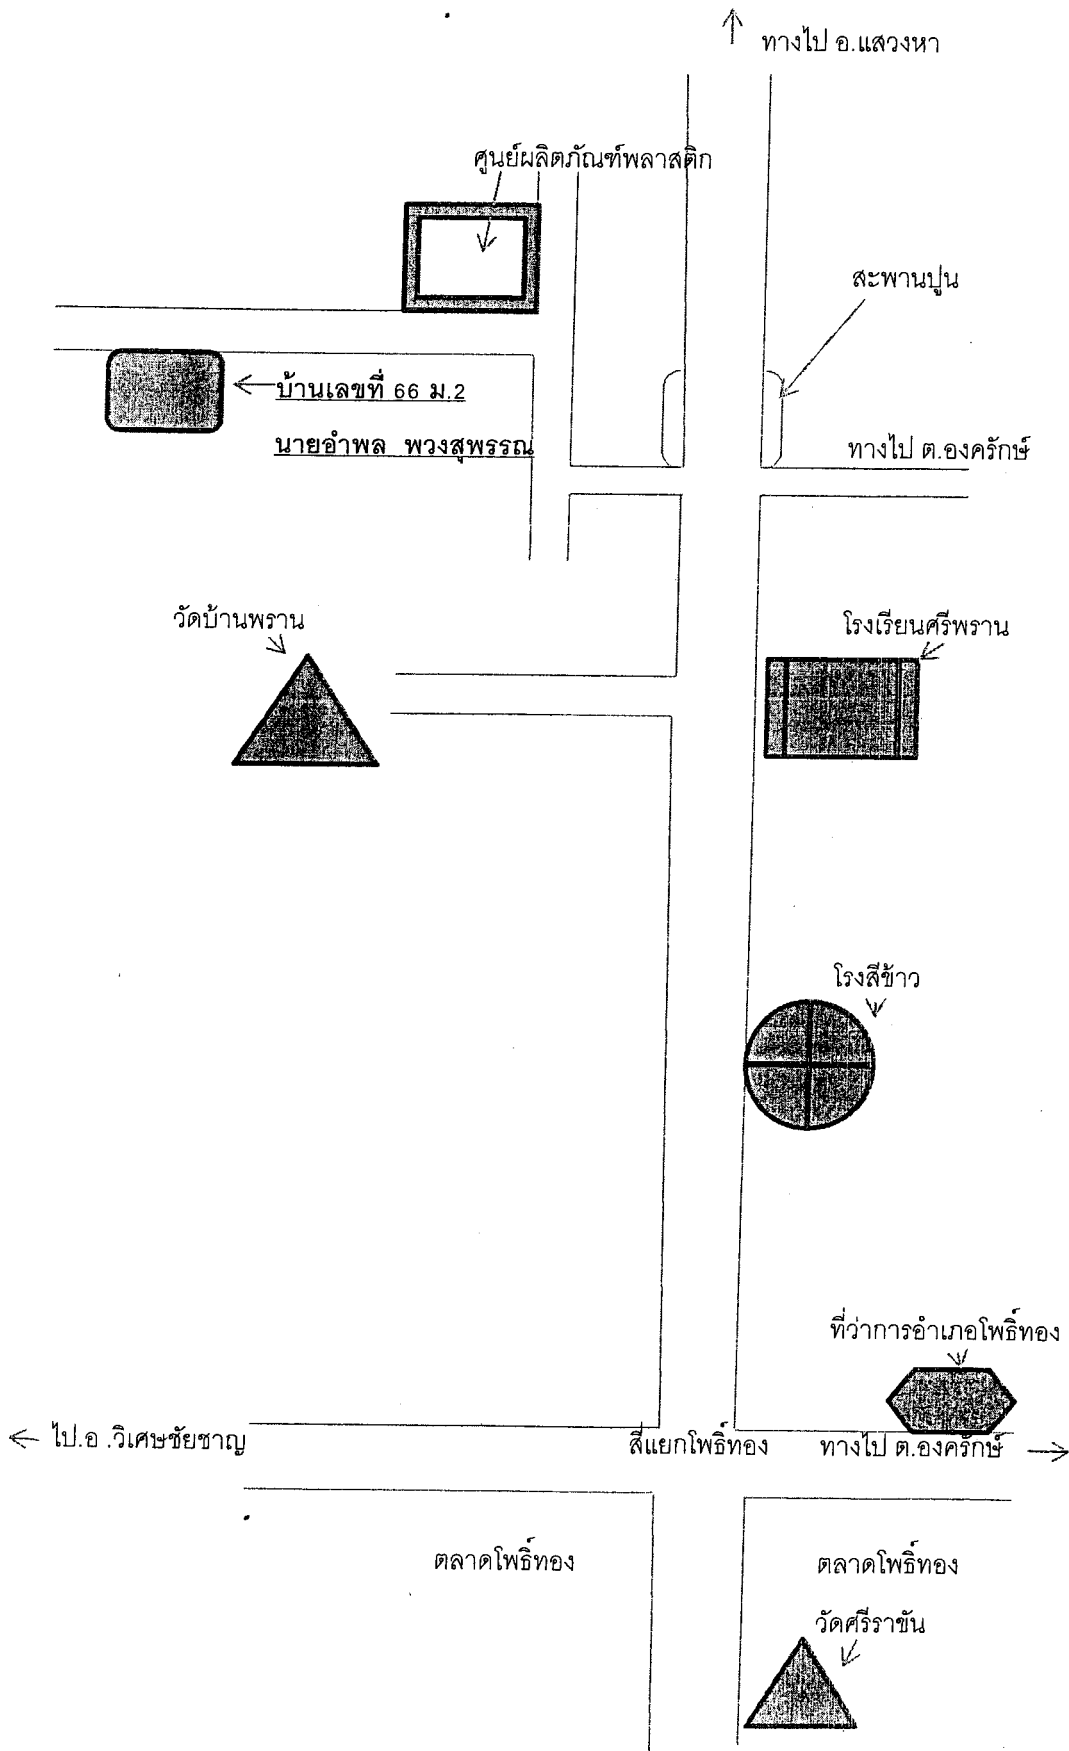 ทางไป อ.แสวงหา
ศูนย์ผลิตภัณฑ์พลาสติก
สะพานปูน
บ้านเลขที่ 66 ม.2
นายอำพล พวงสุพรรณ
ทางไป ต.องครักษ์
วัดบ้านพราน
โรงเรียนศรีพราน
โรงสีข้าว
ที่ว่าการอำเภอโพธิ์ทอง
ไป.อ .วิเศษชัยชาญ
สี่แยกโพธิ์ทอง
ทางไป ต.องครักษ์
ตลาดโพธิ์ทอง
ตลาดโพธิ์ทอง
วัดศรีราขัน